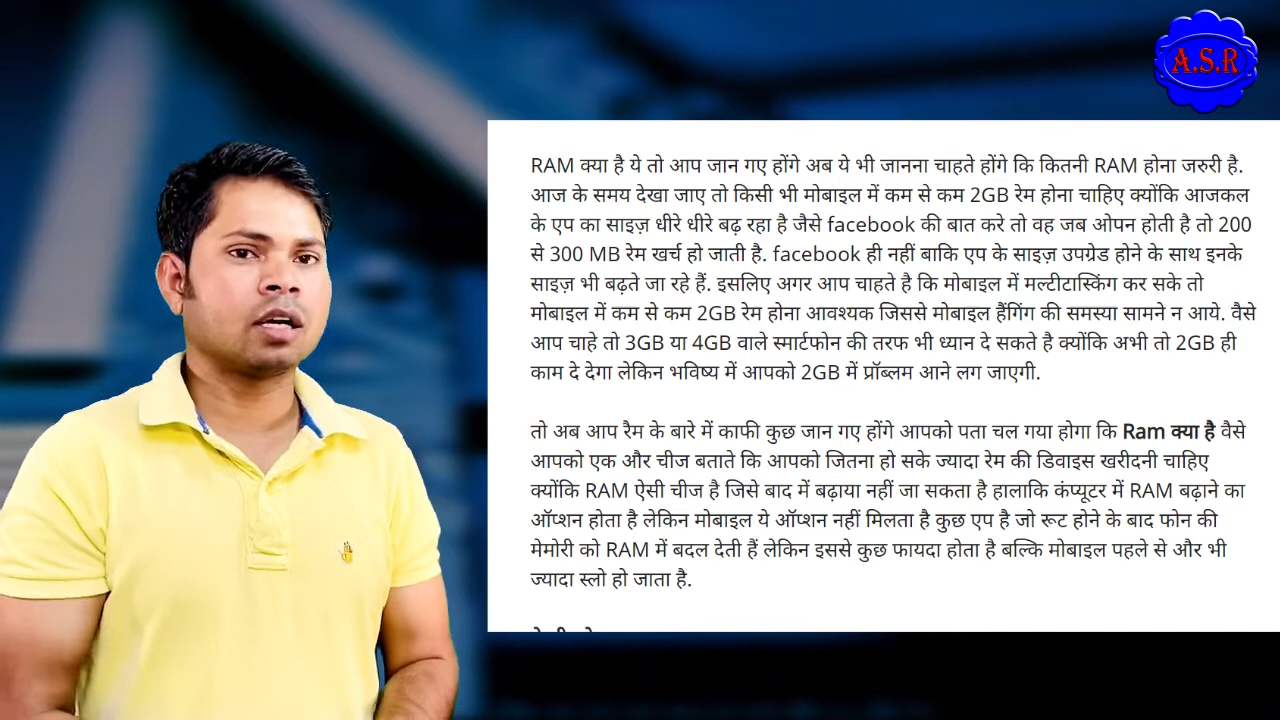 A.S.R
RAM क्या है ये तो आप जान गए होंगे अब ये भी जानना चाहते होंगे कि कितनी RAM होना जरुरी है.
आज के समय देखा जाए तो किसी भी मोबाइल में कम से कम 2GB रेम होना चाहिए क्योंकि आजकल
के एप का साइज़ धीरे धीरे बढ़ रहा है जैसे facebook की बात करे तो वह जब ओपन होती है तो 200
से 300 MB रेम खर्च हो जाती है. facebook ही नहीं बाकि एप के साइज़ उपग्रेड होने के साथ इनके
साइज़ भी बढ़ते जा रहे हैं. इसलिए अगर आप चाहते है कि मोबाइल में मल्टीटास्किंग कर सके तो
मोबाइल में कम से कम 2GB रेम होना आवश्यक जिससे मोबाइल हैंगिंग की समस्या सामने न आये. वैसे
आप चाहे तो 3GB या 4GB वाले स्मार्टफोन की तरफ भी ध्यान दे सकते है क्योंकि अभी तो 2GB ही
काम दे देगा लेकिन भविष्य में आपको 2GB में प्रॉब्लम आने लग जाएगी.
तो अब आप रैम के बारे में काफी कुछ जान गए होंगे आपको पता चल गया होगा कि Ram क्या है वैसे
आपको एक और चीज बताते कि आपको जितना हो सके ज्यादा रेम की डिवाइस खरीदनी चाहिए
क्योंकि RAM ऐसी चीज है जिसे बाद में बढ़ाया नहीं जा सकता है हालाकि कंप्यूटर में RAM बढ़ाने का
ऑप्शन होता है लेकिन मोबाइल ये ऑप्शन नहीं मिलता है कुछ एप है जो रूट होने के बाद फोन की
मेमोरी को RAM में बदल देती हैं लेकिन इससे कुछ फायदा होता है बल्कि मोबाइल पहले से और भी
ज्यादा स्लो हो जाता है.